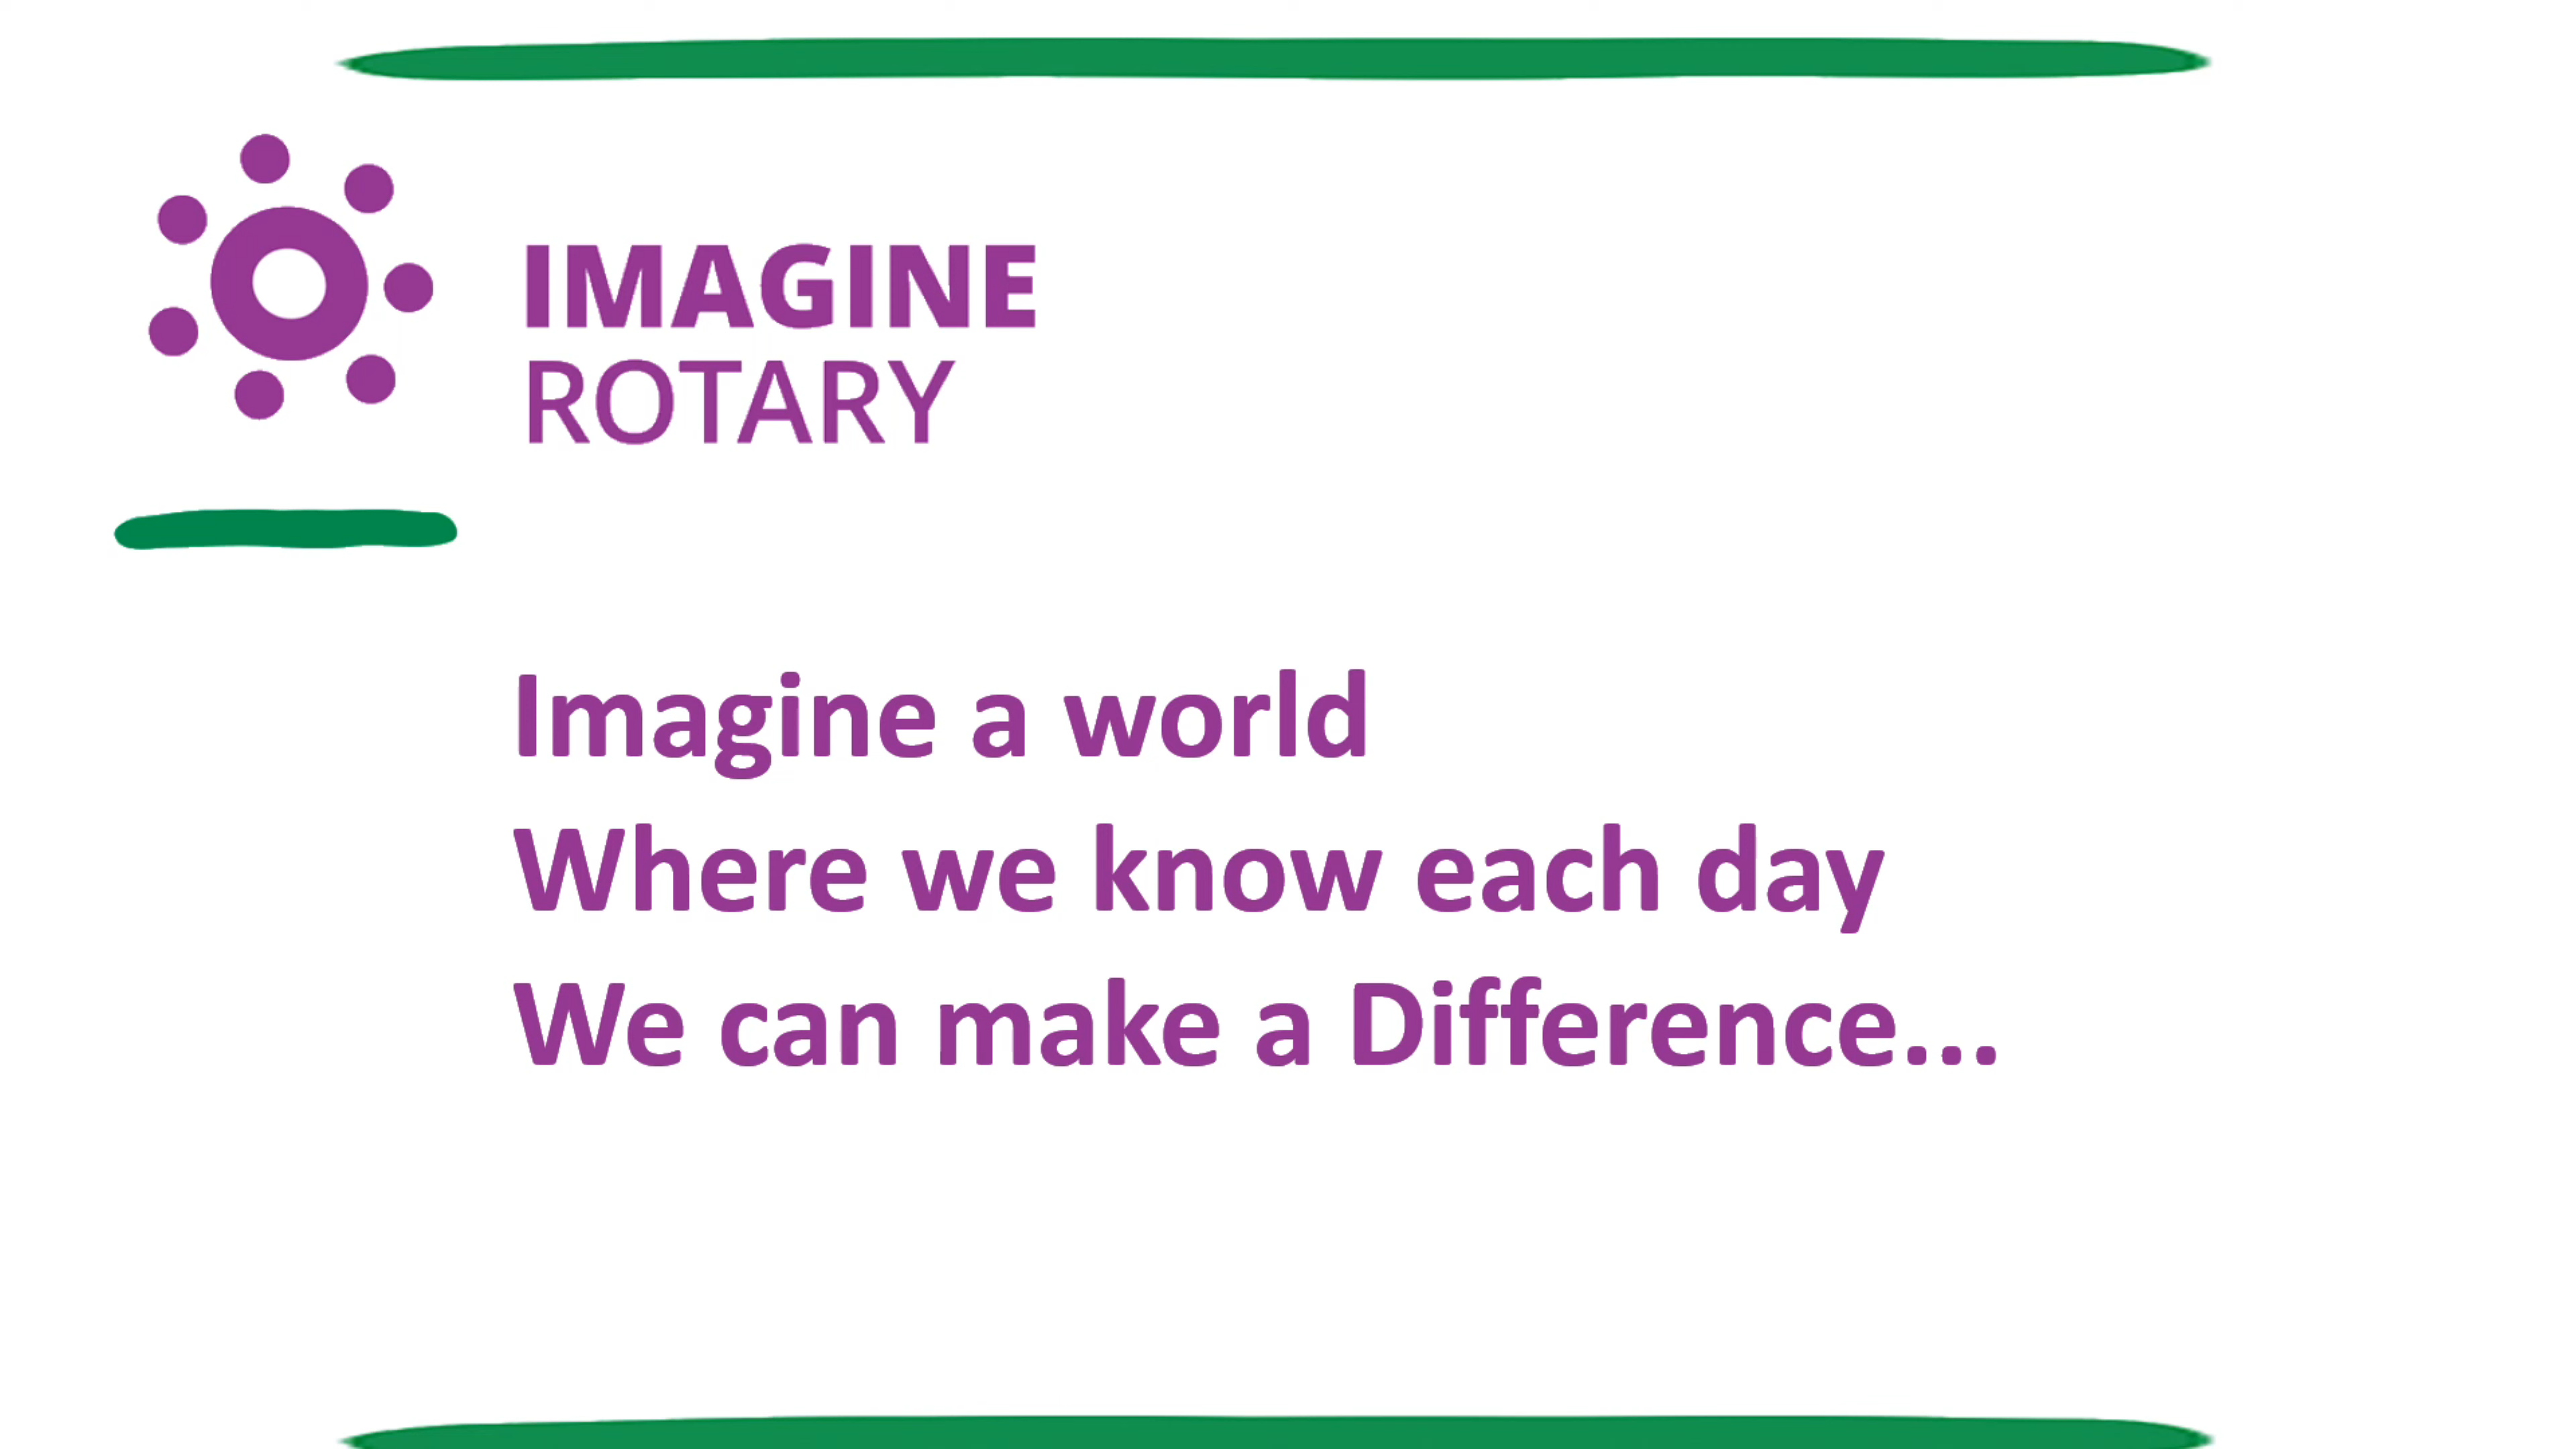 IMAGINE
ROTARY
Imagine a world
Where we know each day
We can make a Difference...